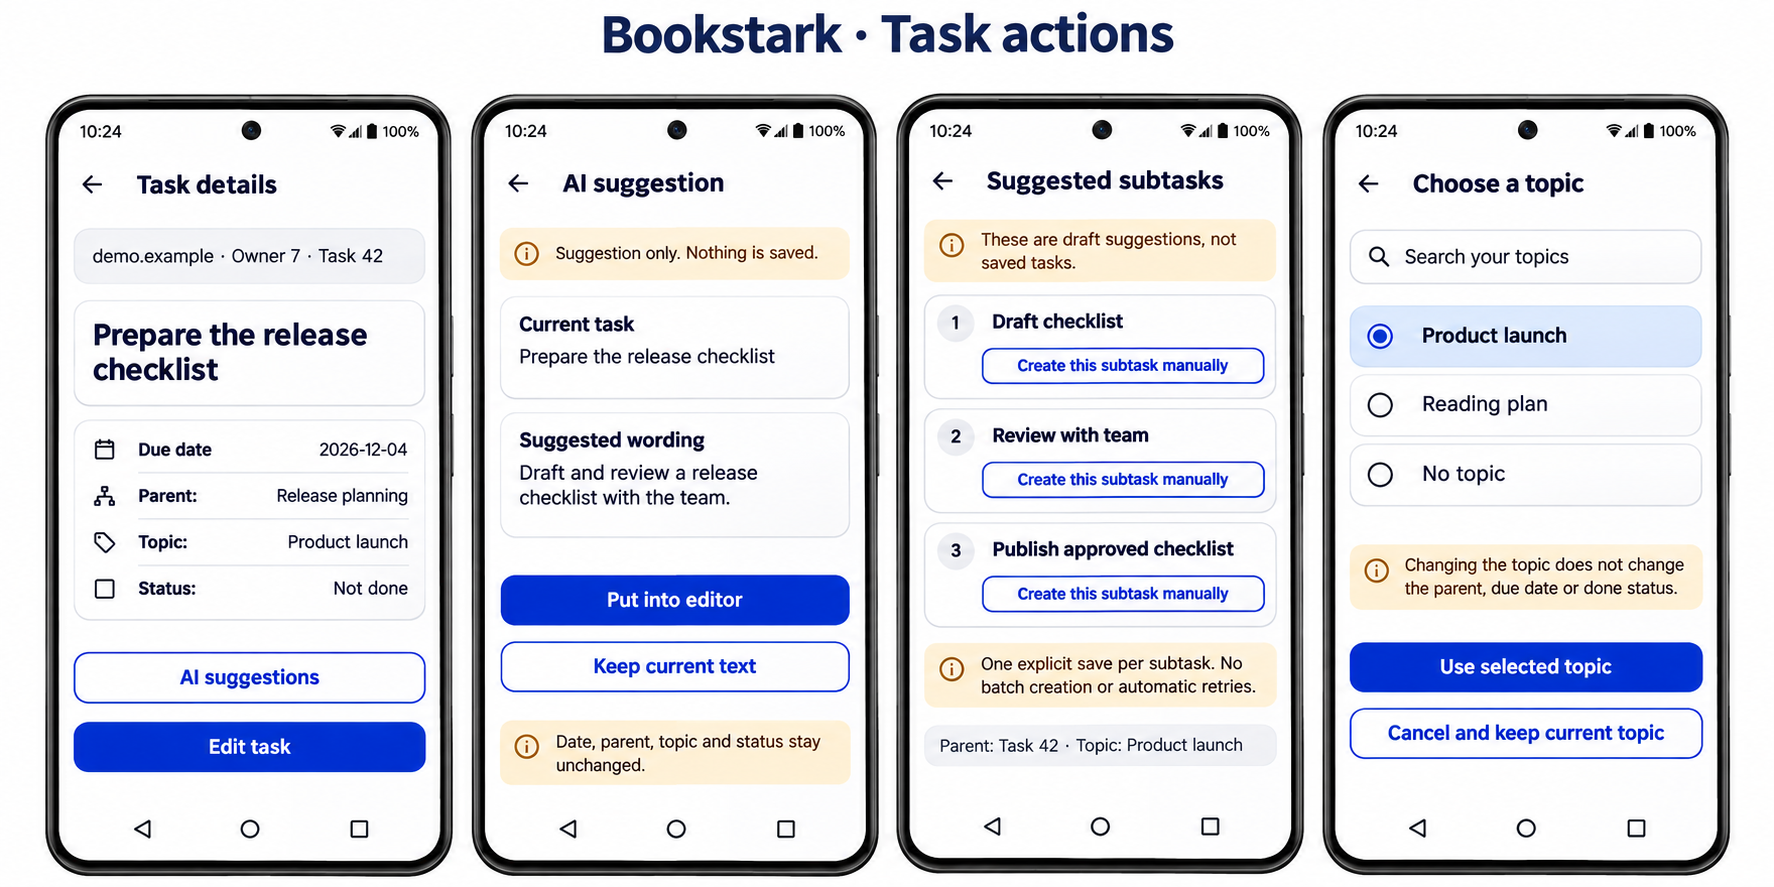 Bookstark · Task actions
10:24
100%
Task details
demo.example · Owner 7 · Task 42
Prepare the release
checklist
Due date 2026-12-04
Parent: Release planning
Topic: Product launch
Status: Not done
AI suggestions
Edit task
10:24
100%
AI suggestion
Suggestion only. Nothing is saved.
Current task
Prepare the release checklist
Suggested wording
Draft and review a release
checklist with the team.
Put into editor
Keep current text
Date, parent, topic and status stay
unchanged.
10:24
100%
Suggested subtasks
These are draft suggestions, not
saved tasks.
1 Draft checklist
Create this subtask manually
2 Review with team
Create this subtask manually
3 Publish approved checklist
Create this subtask manually
One explicit save per subtask. No
batch creation or automatic retries.
Parent: Task 42 · Topic: Product launch
10:24
100%
Choose a topic
Search your topics
Product launch
Reading plan
No topic
Changing the topic does not change
the parent, due date or done status.
Use selected topic
Cancel and keep current topic